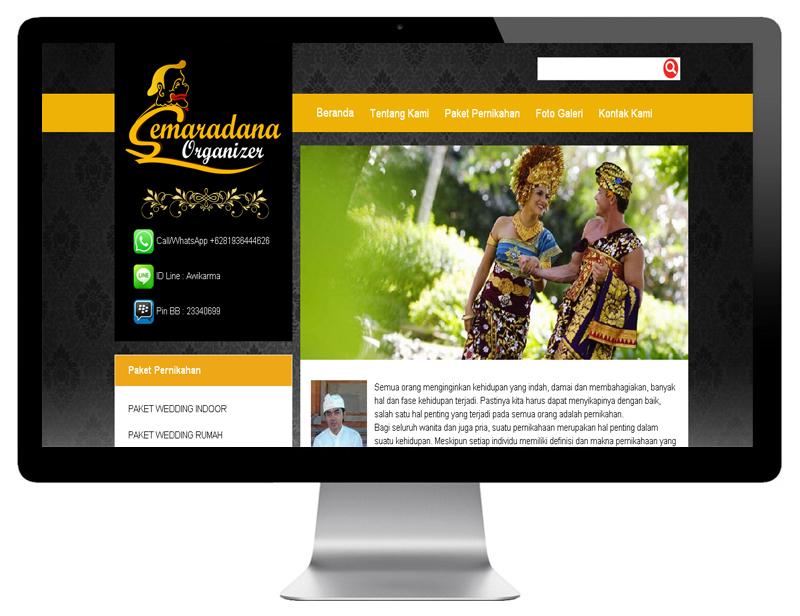 Semaradana
Organizer
Call/WhatsApp +6281936444626
ID Line : Awikarma
Pin BB : 23340699
Paket Pernikahan
PAKET WEDDING INDOOR
PAKET WEDDING RUMAH
Beranda Tentang Kami Paket Pernikahan Foto Galeri Kontak Kami
Semua orang menginginkan kehidupan yang indah, damai dan membahagiakan, banyak
hal dan fase kehidupan terjadi. Pastinya kita harus dapat menyikapinya dengan baik,
salah satu hal penting yang terjadi pada semua orang adalah pernikahan.
Bagi seluruh wanita dan juga pria, suatu pernikahaan merupakan hal penting dalam
suatu kehidupan. Meskipun setiap individu memiliki definisi dan makna pernikahaan yang